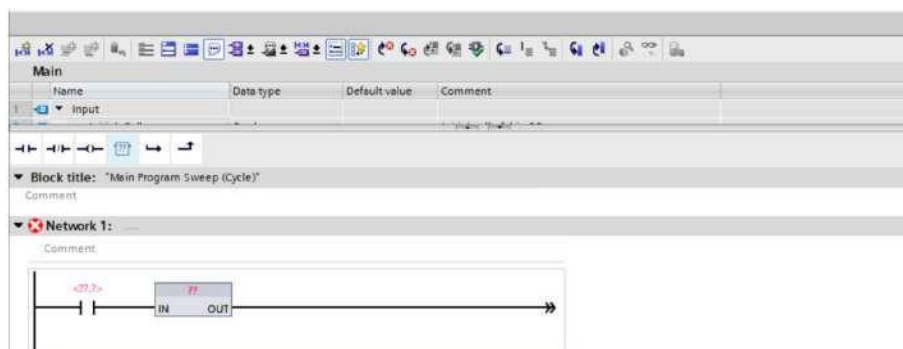 Main
Name Data type Default value Comment
1 Input
Block title: "Main Program Sweep (Cycle)"
Comment
Network 1: .....
Comment
<??.?>
??
IN OUT